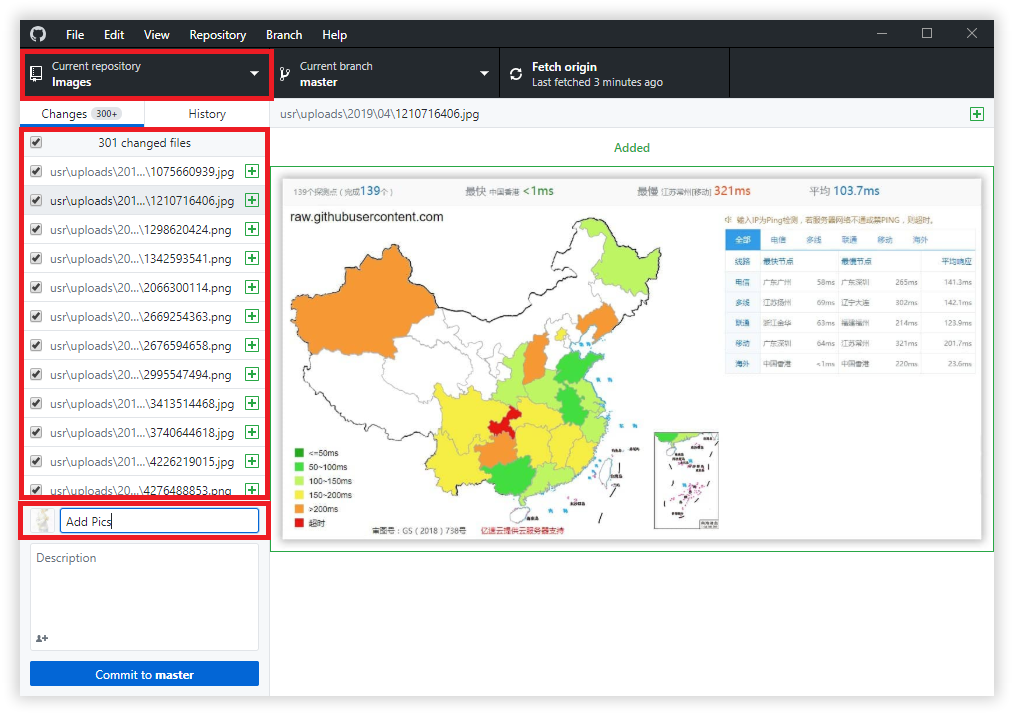 File Edit View Repository Branch Help
Current repository
Images
Current branch
master
Fetch origin
Last fetched 3 minutes ago
Changes 300+
History
usr\uploads\2019\04\1210716406.jpg
301 changed files
Added
usr\uploads\201...\1075660939.jpg
usr\uploads\201...\1210716406.jpg
usr\uploads\20...\1298620424.png
usr\uploads\201...\1342593541.png
usr\uploads\20...\2066300114.png
usr\uploads\20...\2669254363.png
usr\uploads\20...\2676594658.png
usr\uploads\20...\2995547494.png
usr\uploads\201...\3413514468.jpg
usr\uploads\201...\3740644618.jpg
usr\uploads\201...\4226219015.jpg
usr\uploads\20...\4276488853.png
Add Pics
Description
Commit to master
139个探测点 (完成139个)
最快 中国香港 <1ms
最慢 江苏常州[移动] 321ms
平均 103.7ms
raw.githubusercontent.com
输入IP为Ping检测，若服务器网络不通或禁PING，则超时。
全部 电信 多线 联通 移动 海外
线路 最快节点 最慢节点 平均响应
电信 广东广州 58ms 广东深圳 265ms 141.3ms
多线 江苏扬州 69ms 辽宁大连 302ms 142.1ms
联通 浙江金华 63ms 福建福州 214ms 123.9ms
移动 广东深圳 64ms 江苏常州 321ms 201.7ms
海外 中国香港 <1ms 中国香港 220ms 23.6ms
<=50ms
50~100ms
100~150ms
150~200ms
>200ms
超时
审图号：GS ( 2018 ) 738号
亿速云提供云服务器支持